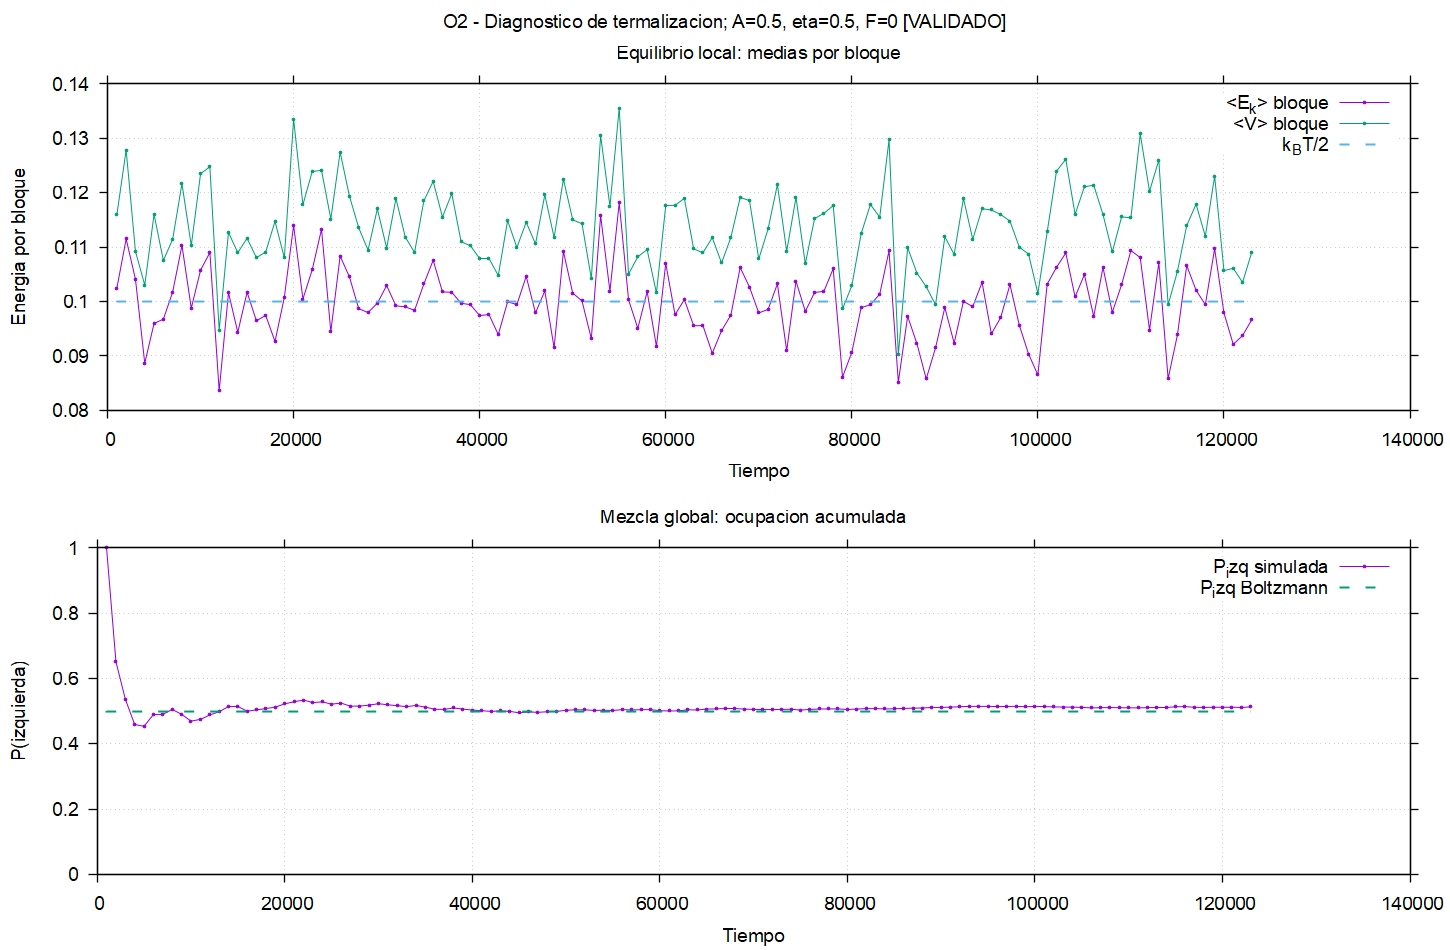 O2 - Diagnostico de termalizacion; A=0.5, eta=0.5, F=0 [VALIDADO]
Equilibrio local: medias por bloque
0.14
0.13
0.12
0.11
0.1
0.09
0.08
Energia por bloque
<Ek> bloque
<V> bloque
kBT/2
0 20000 40000 60000 80000 100000 120000 140000
Tiempo
Mezcla global: ocupacion acumulada
1
0.8
0.6
0.4
0.2
0
P(izquierda)
Pizq simulada
Pizq Boltzmann
0 20000 40000 60000 80000 100000 120000 140000
Tiempo